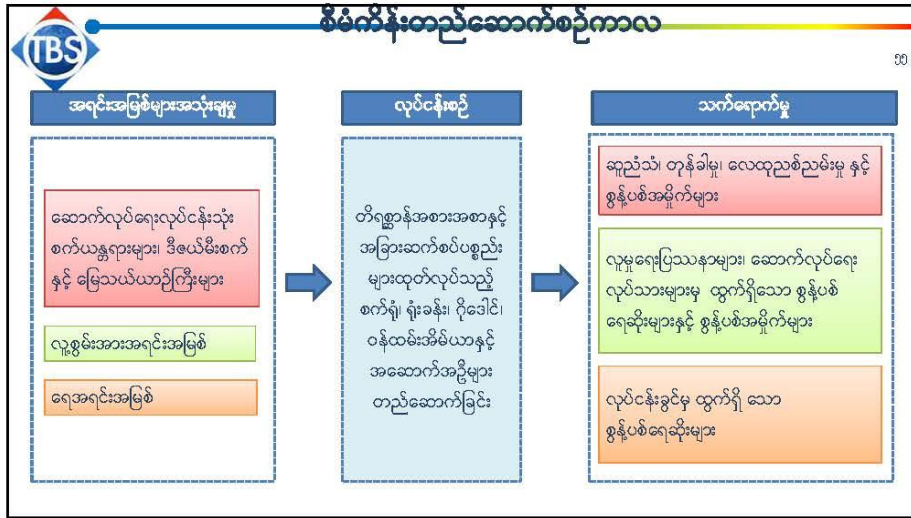 စီမံကိန်းတည်ဆောက်စဉ်ကာလ
TBS
၁၁
အရင်းအမြစ်များအသုံးချမှု
ဆောက်လုပ်ရေးလုပ်ငန်းသုံး
စက်ယန္တရားများ၊ ဒီဇယ်မီးစက်
နှင့် မြေသယ်ယာဉ်ကြီးများ
လူ့စွမ်းအားအရင်းအမြစ်
ရေအရင်းအမြစ်
လုပ်ငန်းစဉ်
တိရစ္ဆာန်အစားအစာနှင့်
အခြားဆက်စပ်ပစ္စည်း
များထုတ်လုပ်သည့်
စက်ရုံ၊ ရုံးခန်း၊ ဂိုဒေါင်၊
ဝန်ထမ်းအိမ်ယာနှင့်
အဆောက်အဦများ
တည်ဆောက်ခြင်း
သက်ရောက်မှု
ဆူညံသံ၊ တုန်ခါမှု၊ လေထုညစ်ညမ်းမှု နှင့်
စွန့်ပစ်အမှိုက်များ
လူမှုရေးပြဿနာများ၊ ဆောက်လုပ်ရေး
လုပ်သားများမှ ထွက်ရှိသော စွန့်ပစ်
ရေဆိုးများနှင့် စွန့်ပစ်အမှိုက်များ
လုပ်ငန်းခွင်မှ ထွက်ရှိ သော
စွန့်ပစ်ရေဆိုးများ